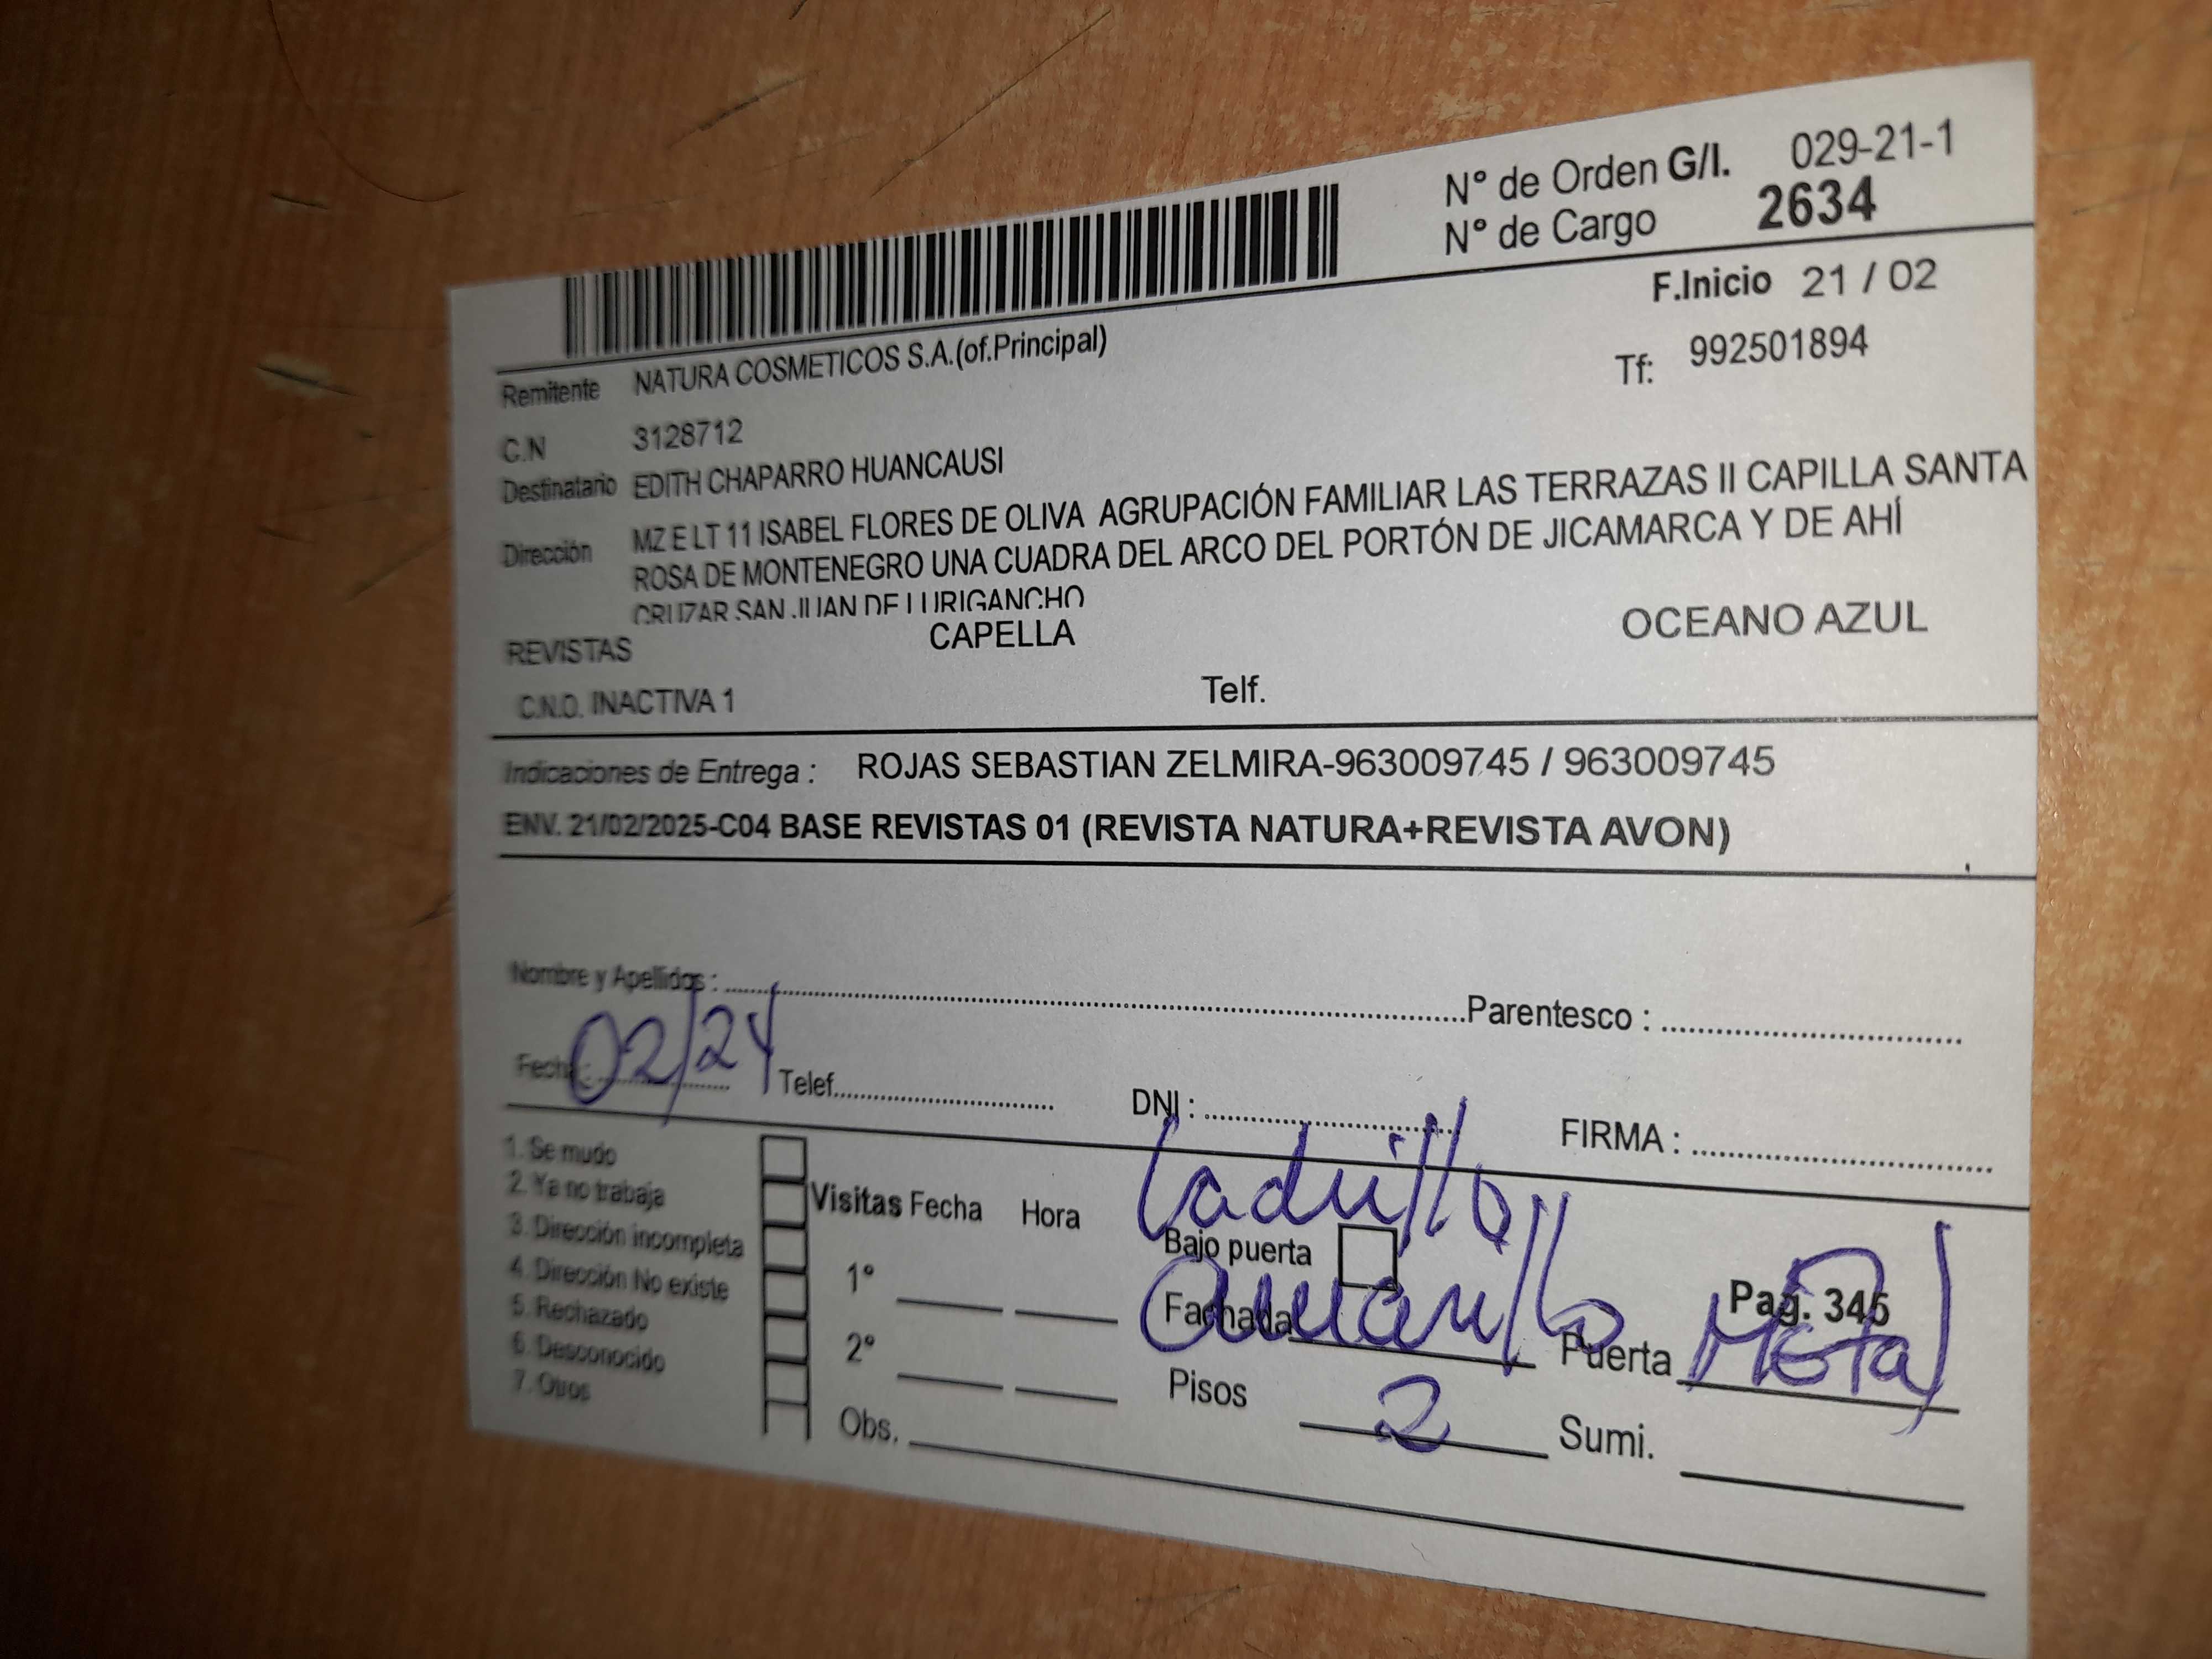 N° de Orden G/I. 029-21-1
N° de Cargo 2634
F.Inicio 21 / 02
Remitente NATURA COSMETICOS S.A.(of.Principal)
Tf: 992501894
C.N 3128712
Destinatario EDITH CHAPARRO HUANCAUSI
Dirección MZ E LT 11 ISABEL FLORES DE OLIVA AGRUPACIÓN FAMILIAR LAS TERRAZAS II CAPILLA SANTA
ROSA DE MONTENEGRO UNA CUADRA DEL ARCO DEL PORTÓN DE JICAMARCA Y DE AHÍ
CRUZAR SAN JUAN DE LURIGANCHO
REVISTAS CAPELLA OCEANO AZUL
C.N.O. INACTIVA 1 Telf.
Indicaciones de Entrega : ROJAS SEBASTIAN ZELMIRA-963009745 / 963009745
ENV. 21/02/2025-C04 BASE REVISTAS 01 (REVISTA NATURA+REVISTA AVON)
Nombre y Apellidos : Parentesco :
Fecha : 02/24 Telef. DNI : FIRMA :
1. Se mudo
2. Ya no trabaja
3. Dirección incompleta
4. Dirección No existe
5. Rechazado
6. Desconocido
7. Otros
Visitas Fecha Hora
1°
2°
Obs.
Ladrillo
Bajo puerta
Fachada Amarillo Puerta Metal
Pag. 345
Pisos 2 Sumi.